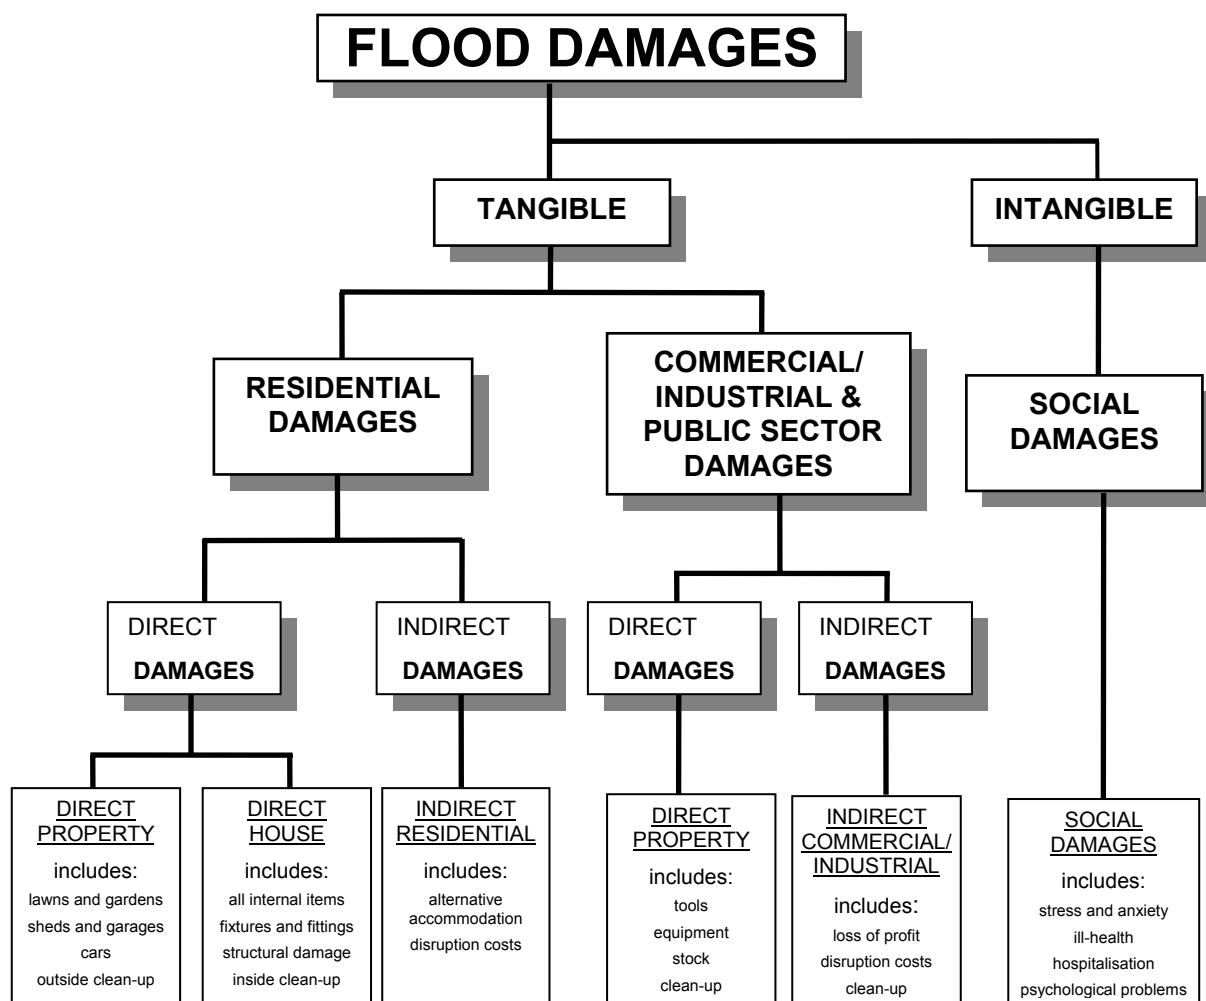 FLOOD DAMAGES
TANGIBLE
INTANGIBLE
RESIDENTIAL
DAMAGES
COMMERCIAL/
INDUSTRIAL &
PUBLIC SECTOR
DAMAGES
SOCIAL
DAMAGES
DIRECT
DAMAGES
INDIRECT
DAMAGES
DIRECT
DAMAGES
INDIRECT
DAMAGES
DIRECT
PROPERTY
includes:
lawns and gardens
sheds and garages
cars
outside clean-up
DIRECT
HOUSE
includes:
all internal items
fixtures and fittings
structural damage
inside clean-up
INDIRECT
RESIDENTIAL
includes:
alternative
accommodation
disruption costs
DIRECT
PROPERTY
includes:
tools
equipment
stock
clean-up
INDIRECT
COMMERCIAL/
INDUSTRIAL
includes:
loss of profit
disruption costs
clean-up
SOCIAL
DAMAGES
includes:
stress and anxiety
ill-health
hospitalisation
psychological problems